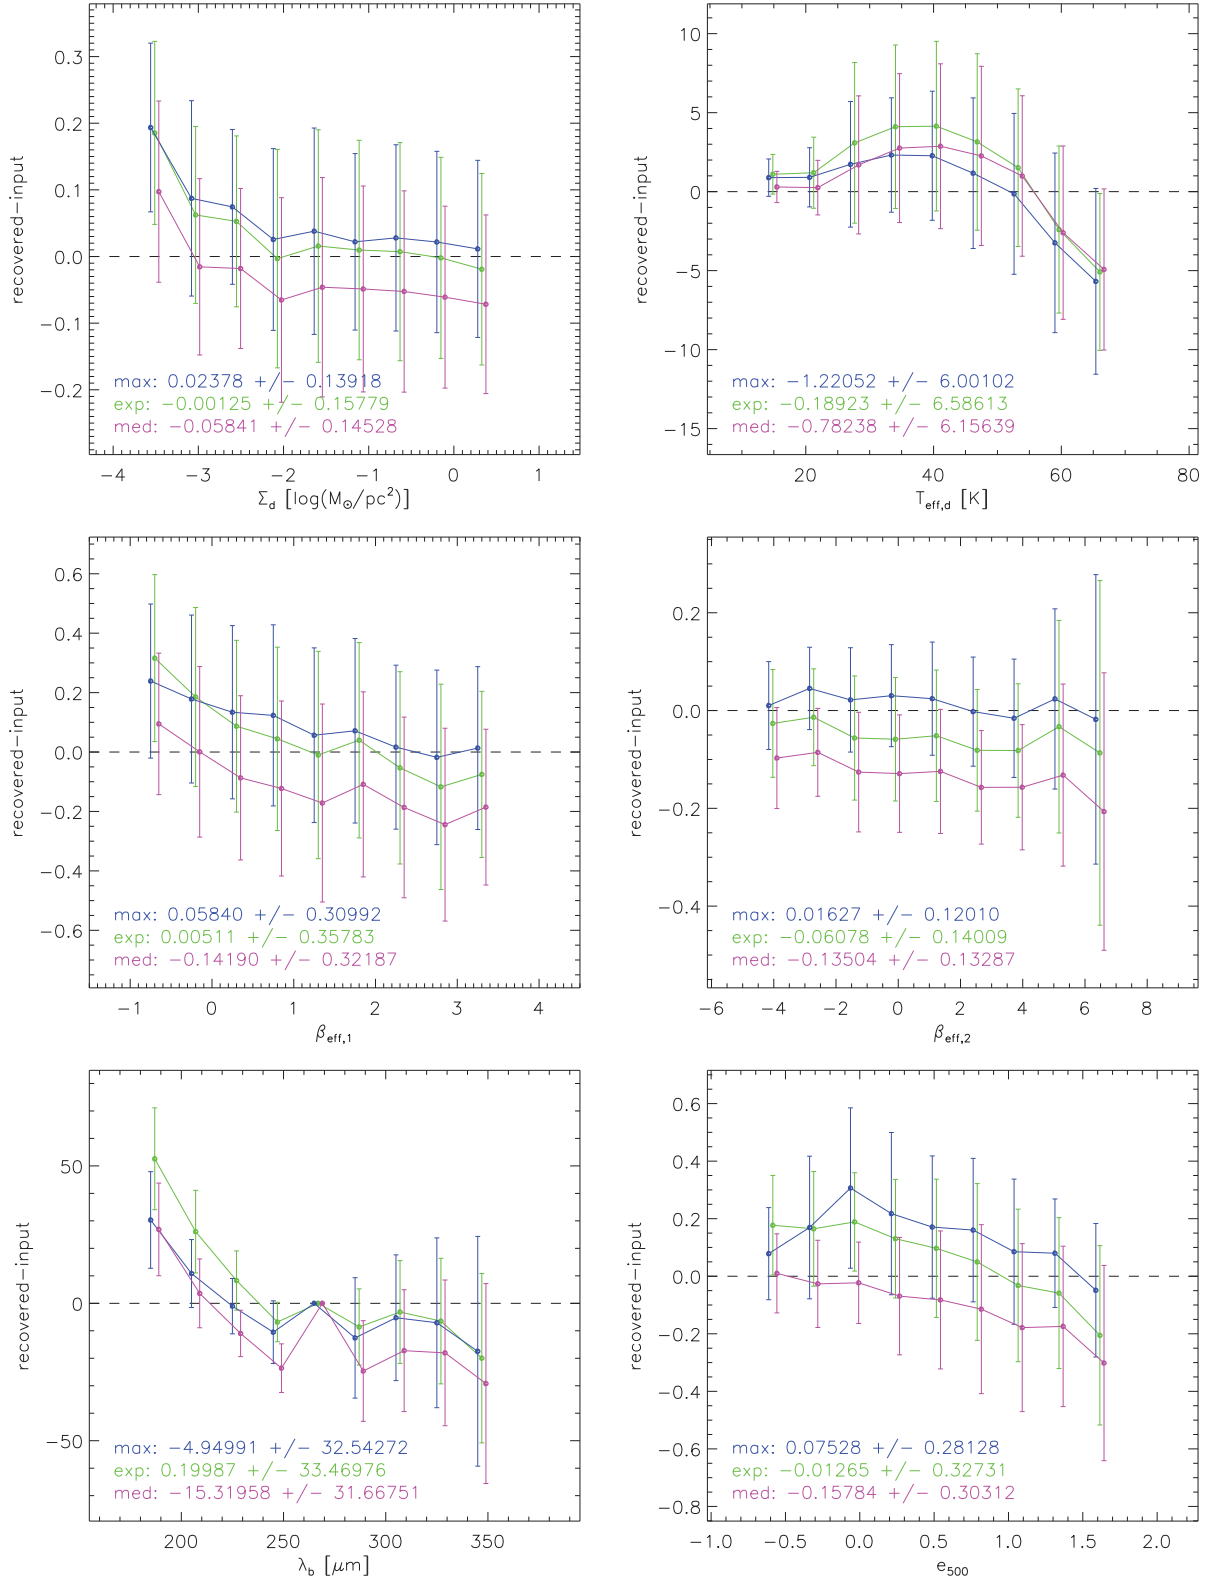 0.3
0.2
0.1
0.0
−0.1
−0.2
recovered−input
max: 0.02378 +/− 0.13918
exp: −0.00125 +/− 0.15779
med: −0.05841 +/− 0.14528
−4 −3 −2 −1 0 1
Σd [log(M⊙/pc²)]
10
5
0
−5
−10
−15
recovered−input
max: −1.22052 +/− 6.00102
exp: −0.18923 +/− 6.58613
med: −0.78238 +/− 6.15639
20 40 60 80
Teff,d [K]
0.6
0.4
0.2
0.0
−0.2
−0.4
−0.6
recovered−input
max: 0.05840 +/− 0.30992
exp: 0.00511 +/− 0.35783
med: −0.14190 +/− 0.32187
−1 0 1 2 3 4
βeff,1
0.2
0.0
−0.2
−0.4
recovered−input
max: 0.01627 +/− 0.12010
exp: −0.06078 +/− 0.14009
med: −0.13504 +/− 0.13287
−6 −4 −2 0 2 4 6 8
βeff,2
50
0
−50
recovered−input
max: −4.94991 +/− 32.54272
exp: 0.19987 +/− 33.46976
med: −15.31958 +/− 31.66751
200 250 300 350
λb [μm]
0.6
0.4
0.2
0.0
−0.2
−0.4
−0.6
−0.8
recovered−input
max: 0.07528 +/− 0.28128
exp: −0.01265 +/− 0.32731
med: −0.15784 +/− 0.30312
−1.0 −0.5 0.0 0.5 1.0 1.5 2.0
e500